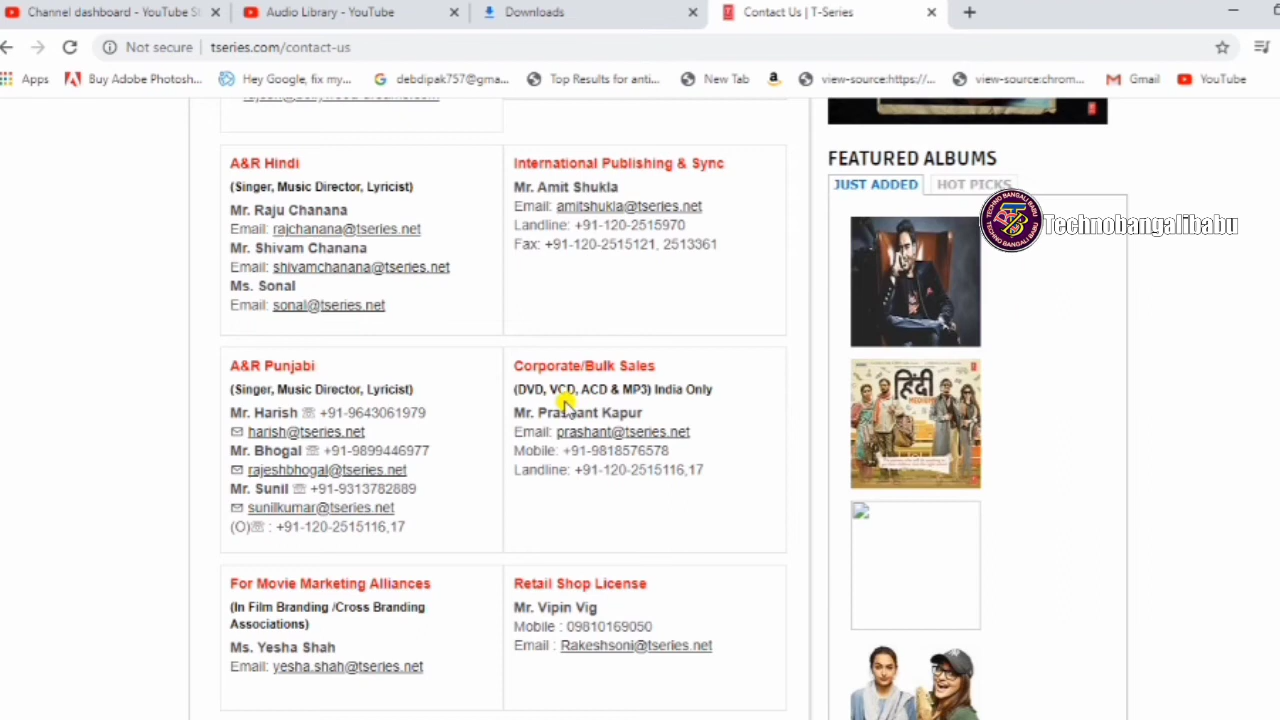 Channel dashboard - YouTube St
Audio Library - YouTube
Downloads
Contact Us | T-Series
Not secure
tseries.com/contact-us
Apps
Buy Adobe Photosh...
Hey Google, fix my...
debdipak757@gma...
Top Results for anti...
New Tab
view-source:https://...
view-source:chrom...
Gmail
YouTube
A&R Hindi
(Singer, Music Director, Lyricist)
Mr. Raju Chanana
Email: rajchanana@tseries.net
Mr. Shivam Chanana
Email: shivamchanana@tseries.net
Ms. Sonal
Email: sonal@tseries.net
International Publishing & Sync
Mr. Amit Shukla
Email: amitshukla@tseries.net
Landline: +91-120-2515970
Fax: +91-120-2515121, 2513361
A&R Punjabi
(Singer, Music Director, Lyricist)
Mr. Harish ☏ +91-9643061979
✉ harish@tseries.net
Mr. Bhogal ☏ +91-9899446977
✉ rajeshbhogal@tseries.net
Mr. Sunil ☏ +91-9313782889
✉ sunilkumar@tseries.net
(O)☏ : +91-120-2515116,17
Corporate/Bulk Sales
(DVD, VCD, ACD & MP3) India Only
Mr. Prashant Kapur
Email: prashant@tseries.net
Mobile: +91-9818576578
Landline: +91-120-2515116,17
For Movie Marketing Alliances
(In Film Branding /Cross Branding
Associations)
Ms. Yesha Shah
Email: yesha.shah@tseries.net
Retail Shop License
Mr. Vipin Vig
Mobile : 09810169050
Email : Rakeshsoni@tseries.net
FEATURED ALBUMS
JUST ADDED
HOT PICKS
TECHNO BANGALI BABU
Technobangalibabu
हिंदी
MEDIUM